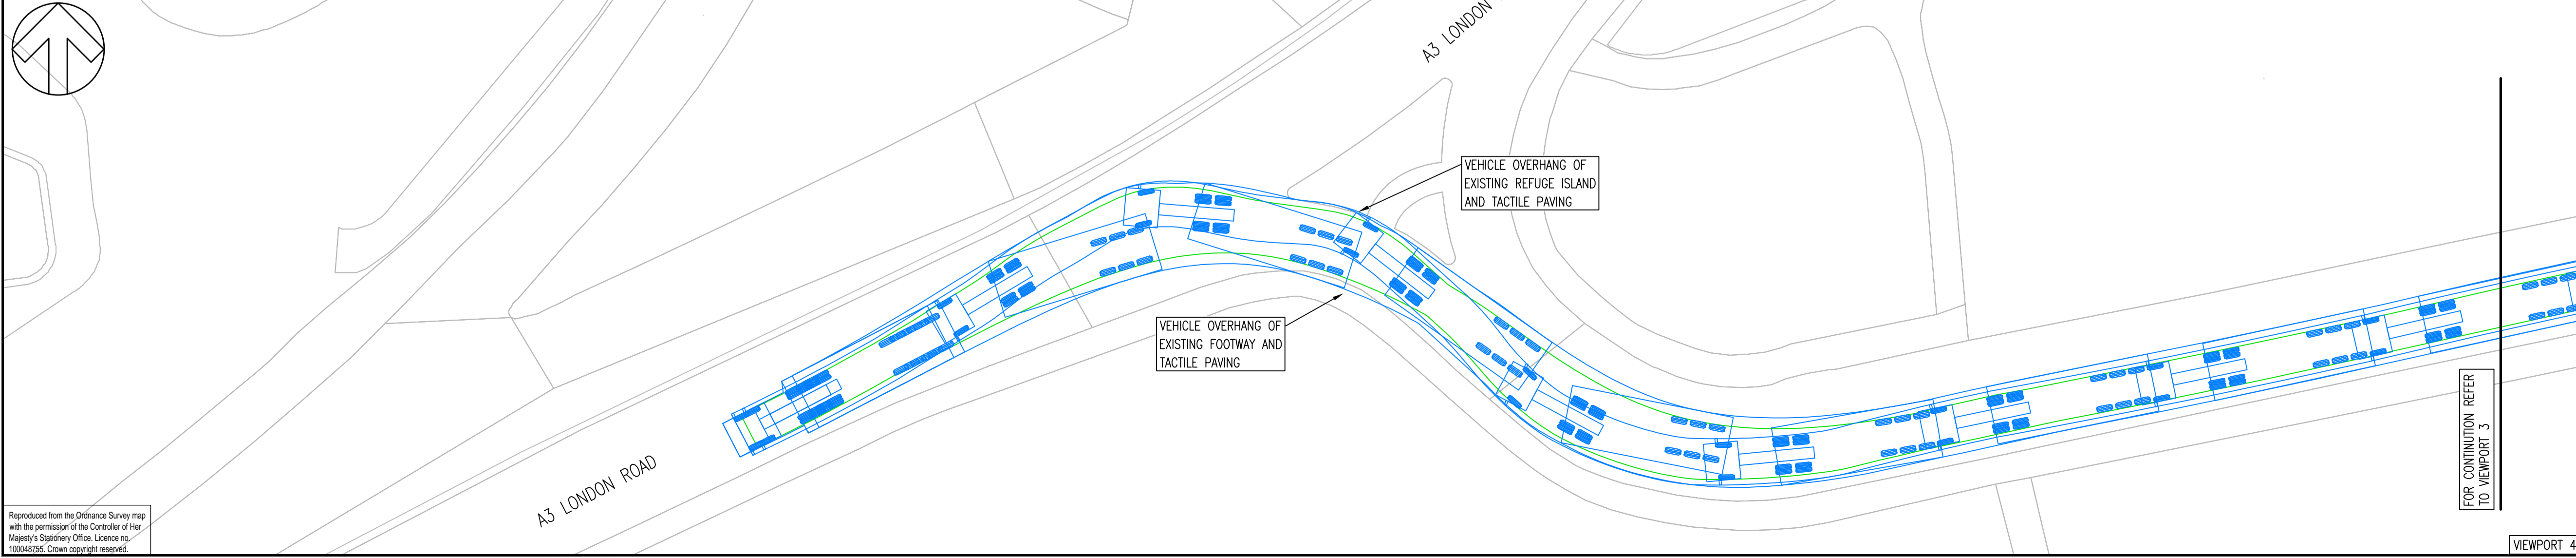 A3 LONDON
VEHICLE OVERHANG OF
EXISTING REFUGE ISLAND
AND TACTILE PAVING
VEHICLE OVERHANG OF
EXISTING FOOTWAY AND
TACTILE PAVING
A3 LONDON ROAD
FOR CONTINUTION REFER
TO VIEWPORT 3
Reproduced from the Ordnance Survey map
with the permission of the Controller of Her
Majesty's Stationery Office. Licence no.
100048755. Crown copyright reserved.
VIEWPORT 4